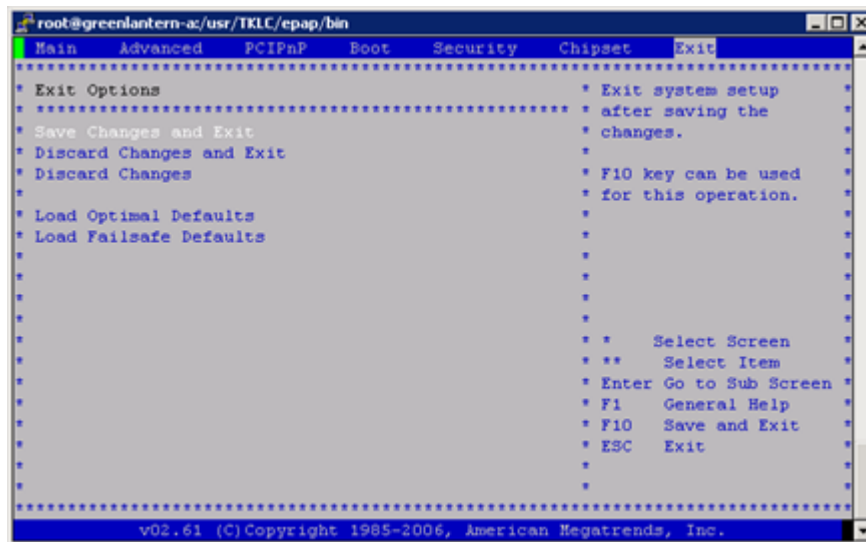 root@greenlantern-a:/usr/TKLC/epap/bin
Main Advanced PCIPnP Boot Security Chipset Exit
********************************************************************************
* Exit Options * Exit system setup *
* *************************************************** * after saving the *
* Save Changes and Exit * changes. *
* Discard Changes and Exit * *
* Discard Changes * F10 key can be used *
* * for this operation. *
* Load Optimal Defaults * *
* Load Failsafe Defaults * *
* * *
* * *
* * *
* * *
* * * Select Screen *
* * ** Select Item *
* * Enter Go to Sub Screen *
* * F1 General Help *
* * F10 Save and Exit *
* * ESC Exit *
* * *
* * *
********************************************************************************
v02.61 (C)Copyright 1985-2006, American Megatrends, Inc.